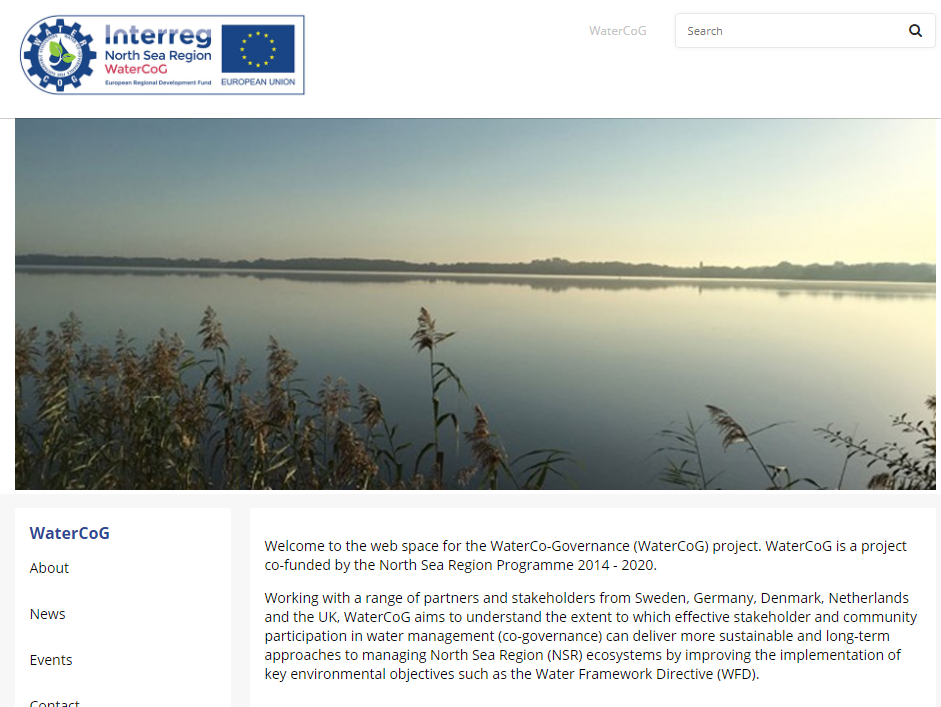 WATER COG
Interreg
North Sea Region
WaterCoG
European Regional Development Fund
EUROPEAN UNION
WaterCoG
Search
WaterCoG
About
News
Events
Contact
Welcome to the web space for the WaterCo-Governance (WaterCoG) project. WaterCoG is a project
co-funded by the North Sea Region Programme 2014 - 2020.
Working with a range of partners and stakeholders from Sweden, Germany, Denmark, Netherlands
and the UK, WaterCoG aims to understand the extent to which effective stakeholder and community
participation in water management (co-governance) can deliver more sustainable and long-term
approaches to managing North Sea Region (NSR) ecosystems by improving the implementation of
key environmental objectives such as the Water Framework Directive (WFD).